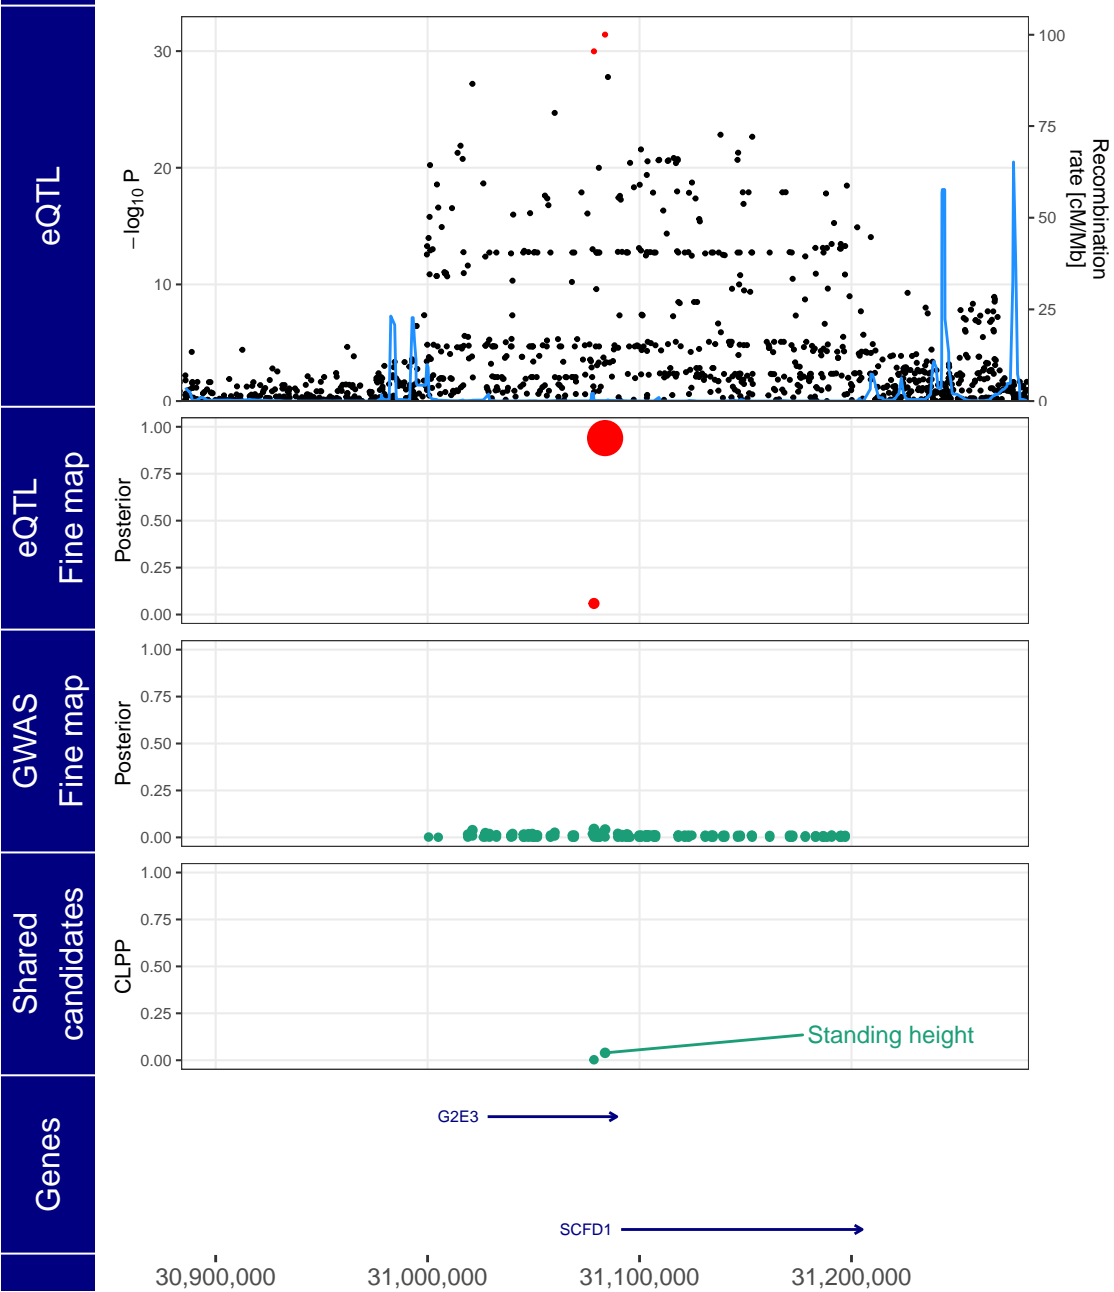 eQTL
30
20
10
0
−log10 P
100
75
50
25
0
Recombination
rate [cM/Mb]
eQTL
Fine map
1.00
0.75
0.50
0.25
0.00
Posterior
GWAS
Fine map
1.00
0.75
0.50
0.25
0.00
Posterior
Shared
candidates
1.00
0.75
0.50
0.25
0.00
CLPP
Standing height
Genes
G2E3
SCFD1
30,900,000 31,000,000 31,100,000 31,200,000